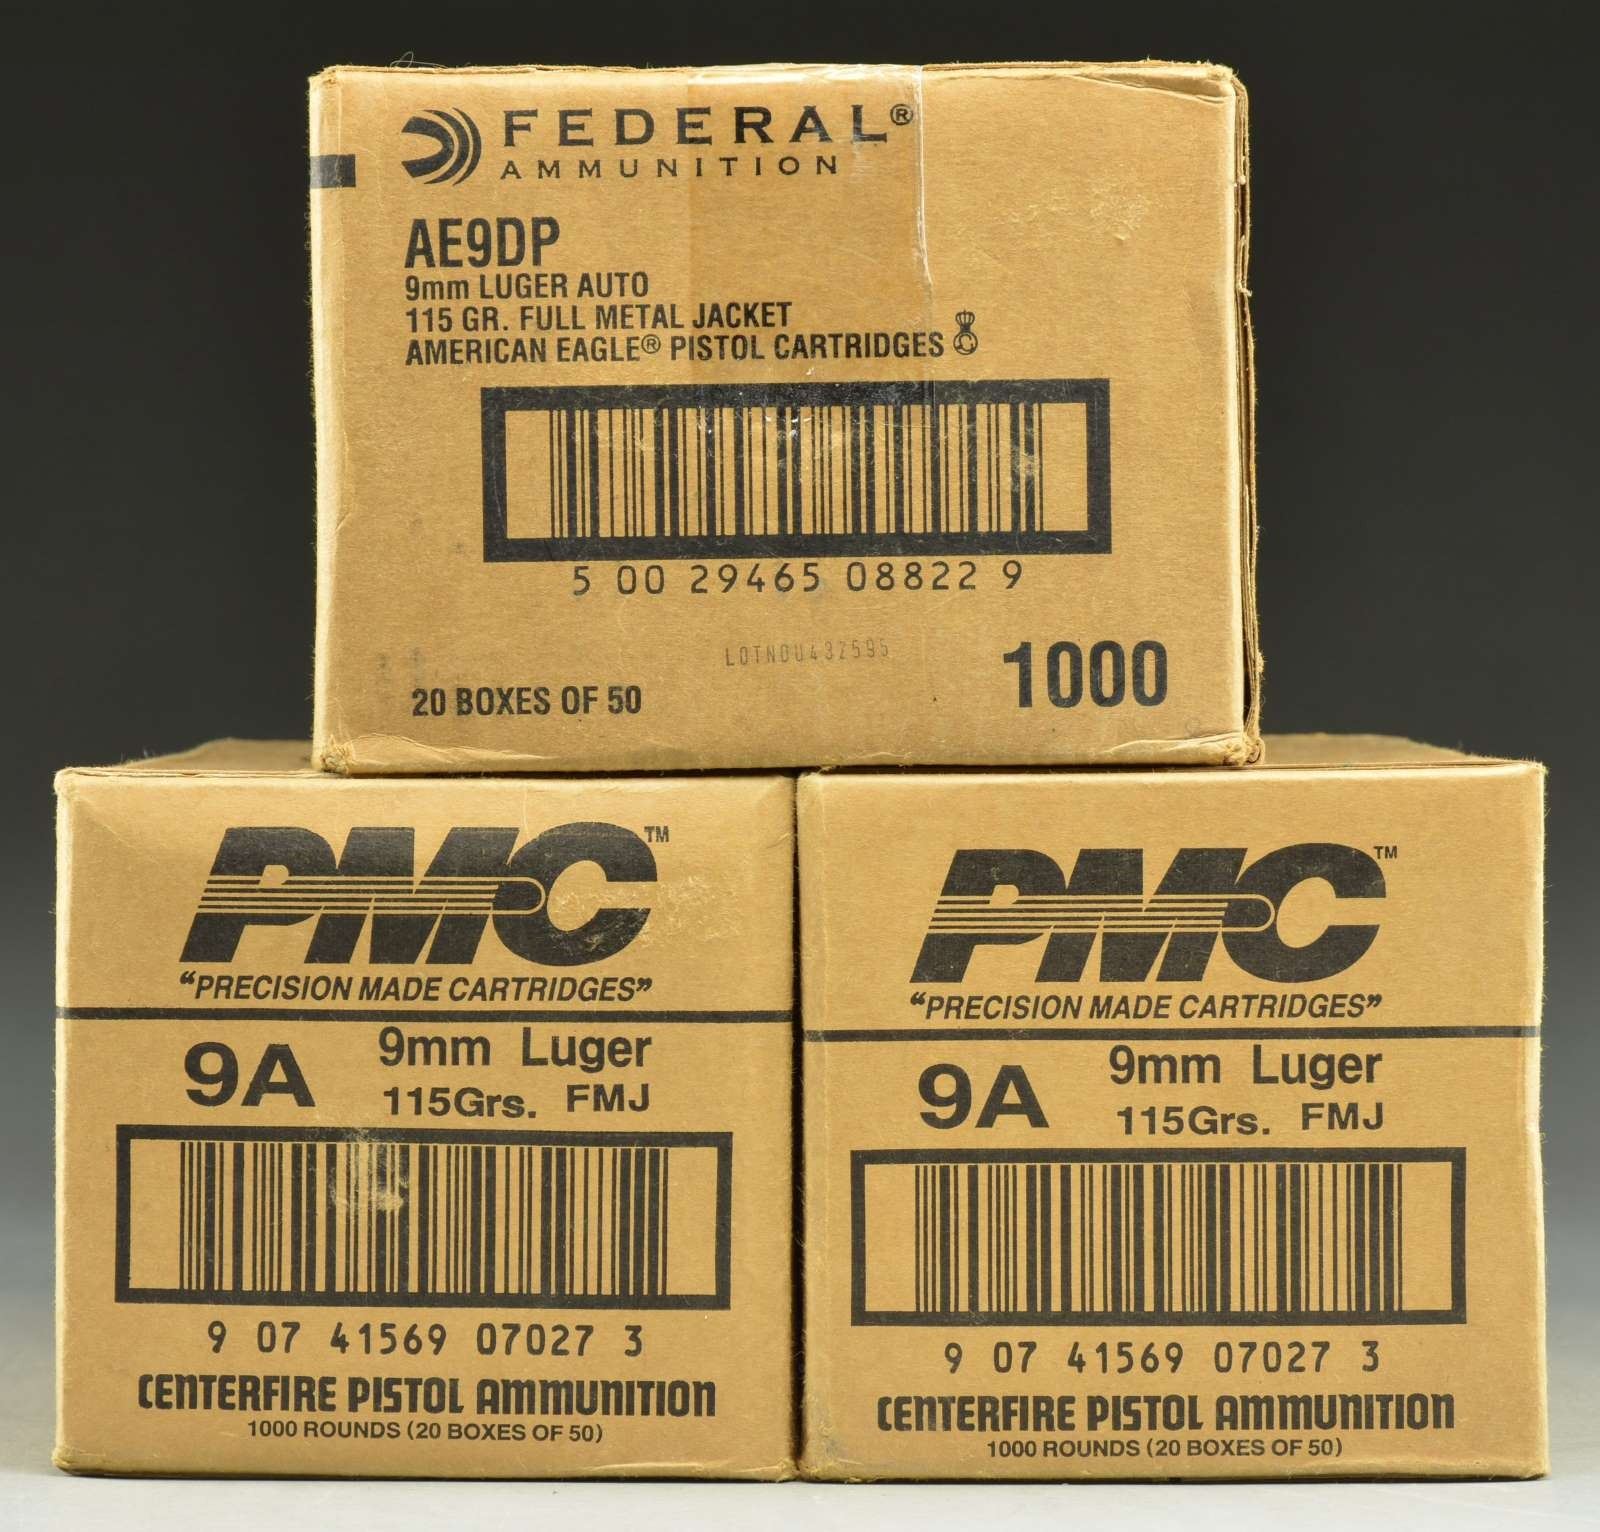 FEDERAL®
AMMUNITION
AE9DP
9mm LUGER AUTO
115 GR. FULL METAL JACKET
AMERICAN EAGLE® PISTOL CARTRIDGES
5 00 29465 08822 9
LOTNOU43Z595
20 BOXES OF 50
1000
PMC™
“PRECISION MADE CARTRIDGES”
9A
9mm Luger
115Grs. FMJ
9 07 41569 07027 3
CENTERFIRE PISTOL AMMUNITION
1000 ROUNDS (20 BOXES OF 50)
PMC™
“PRECISION MADE CARTRIDGES”
9A
9mm Luger
115Grs. FMJ
9 07 41569 07027 3
CENTERFIRE PISTOL AMMUNITION
1000 ROUNDS (20 BOXES OF 50)